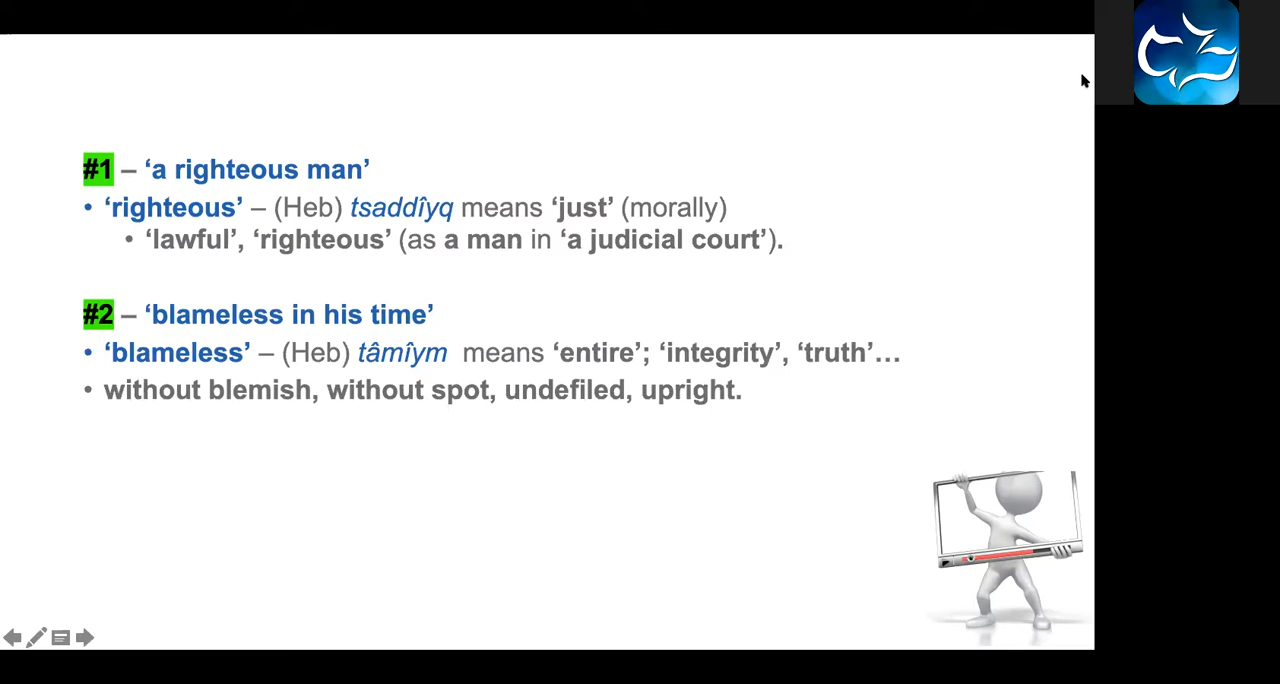 #1 – ‘a righteous man’
• ‘righteous’ – (Heb) tsaddîyq means ‘just’ (morally)
• ‘lawful’, ‘righteous’ (as a man in ‘a judicial court’).
#2 – ‘blameless in his time’
• ‘blameless’ – (Heb) tâmîym means ‘entire’; ‘integrity’, ‘truth’…
• without blemish, without spot, undefiled, upright.